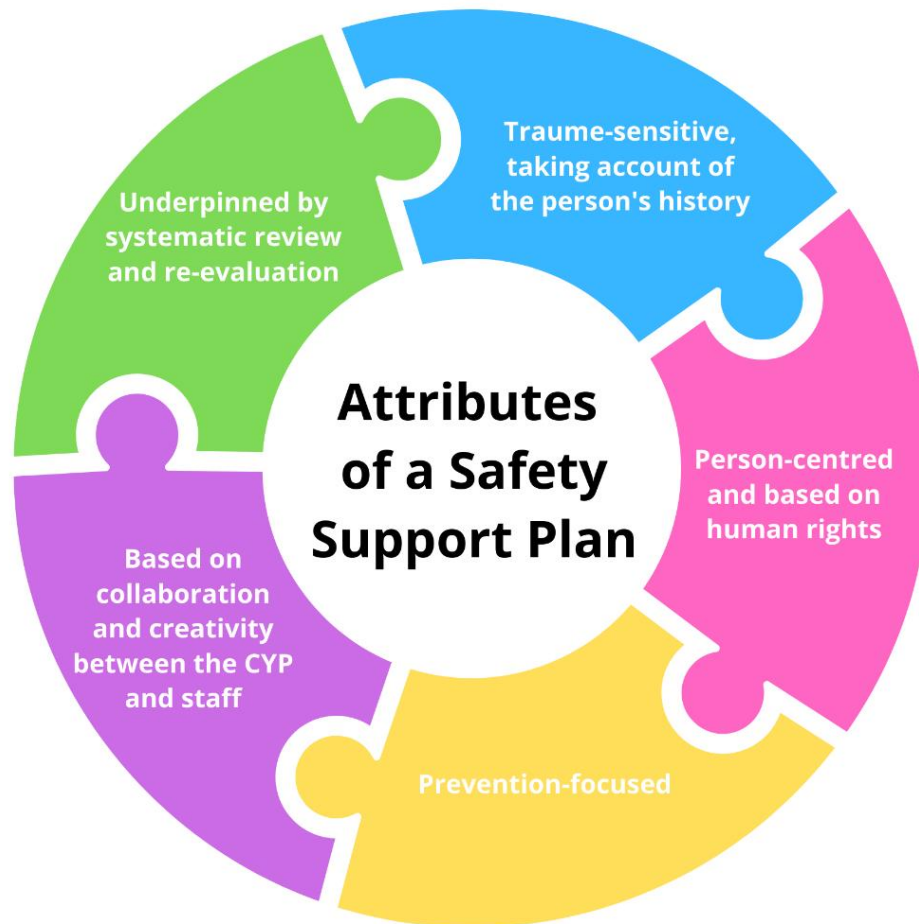 Attributes
of a Safety
Support Plan
Traume-sensitive,
taking account of
the person's history
Person-centred
and based on
human rights
Prevention-focused
Based on
collaboration
and creativity
between the CYP
and staff
Underpinned by
systematic review
and re-evaluation